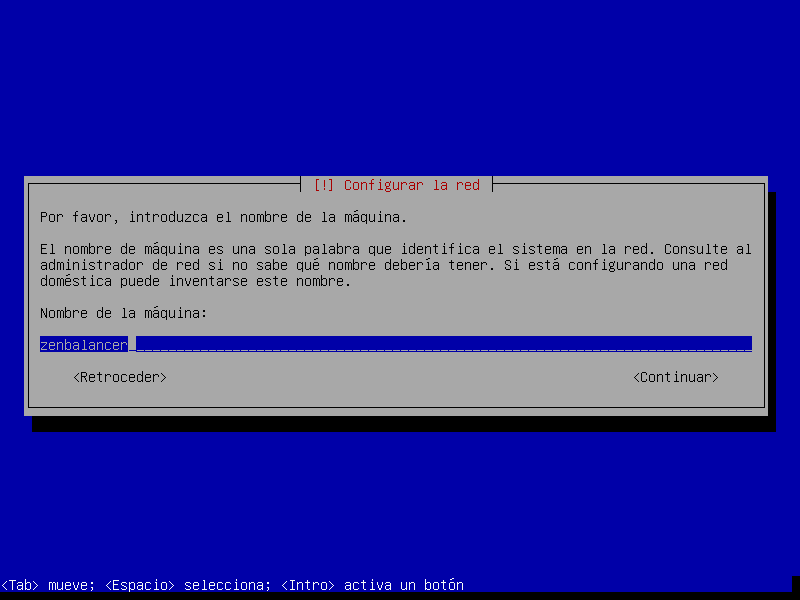 [!] Configurar la red
Por favor, introduzca el nombre de la máquina.
El nombre de máquina es una sola palabra que identifica el sistema en la red. Consulte al
administrador de red si no sabe qué nombre debería tener. Si está configurando una red
doméstica puede inventarse este nombre.
Nombre de la máquina:
zenbalancer
<Retroceder> <Continuar>
<Tab> mueve; <Espacio> selecciona; <Intro> activa un botón